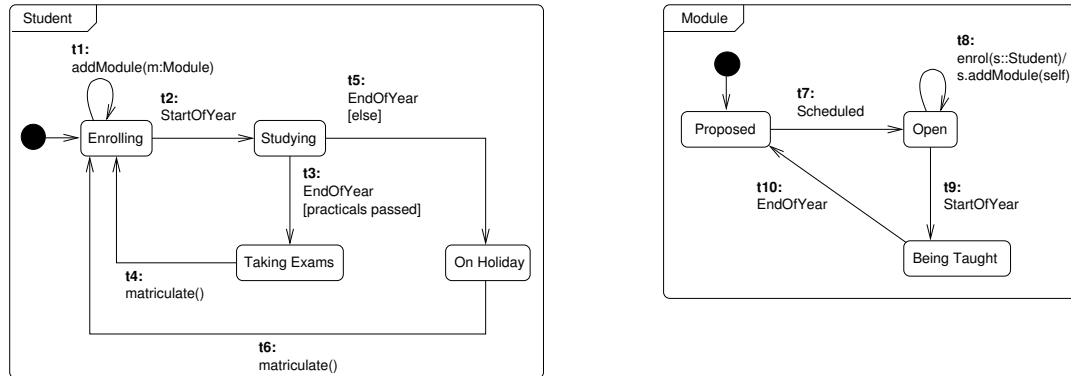 Student
t1:
addModule(m:Module)
t2:
StartOfYear
t5:
EndOfYear
[else]
Enrolling
Studying
t3:
EndOfYear
[practicals passed]
Taking Exams
On Holiday
t4:
matriculate()
t6:
matriculate()
Module
t8:
enrol(s::Student)/
s.addModule(self)
t7:
Scheduled
Proposed
Open
t10:
EndOfYear
t9:
StartOfYear
Being Taught